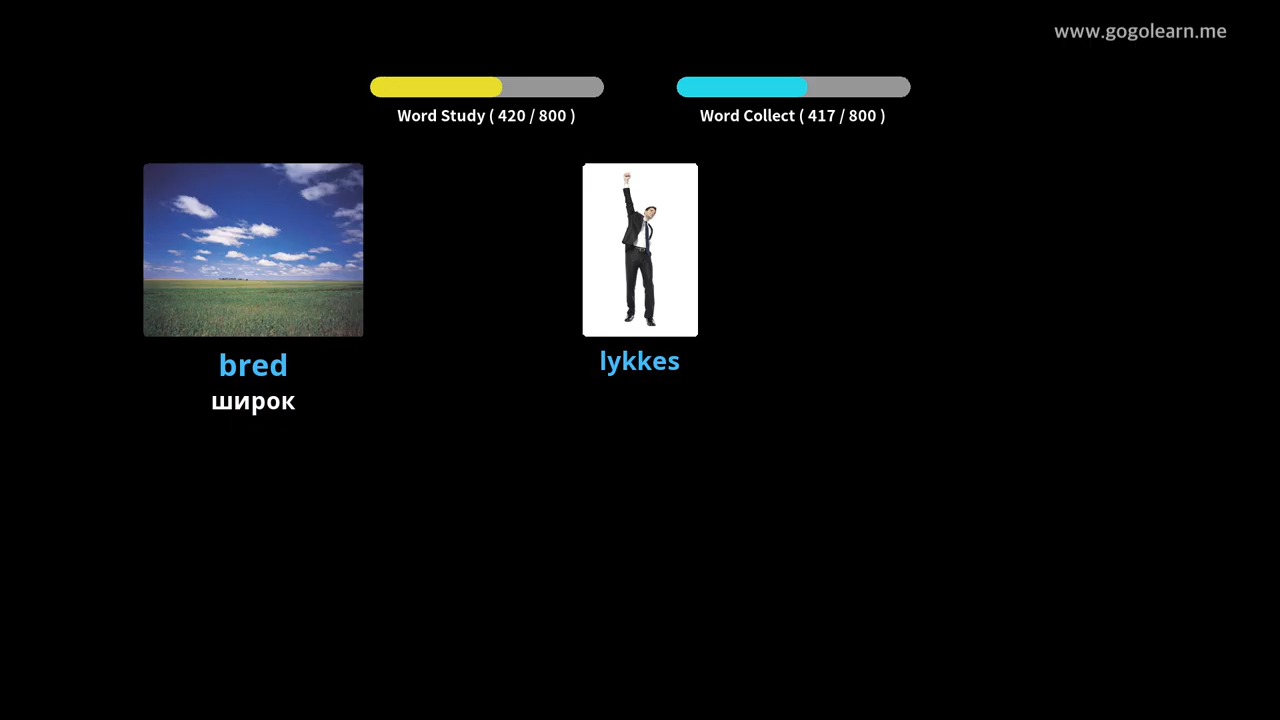 www.gogolearn.me
Word Study ( 420 / 800 )
Word Collect ( 417 / 800 )
bred
широк
lykkes